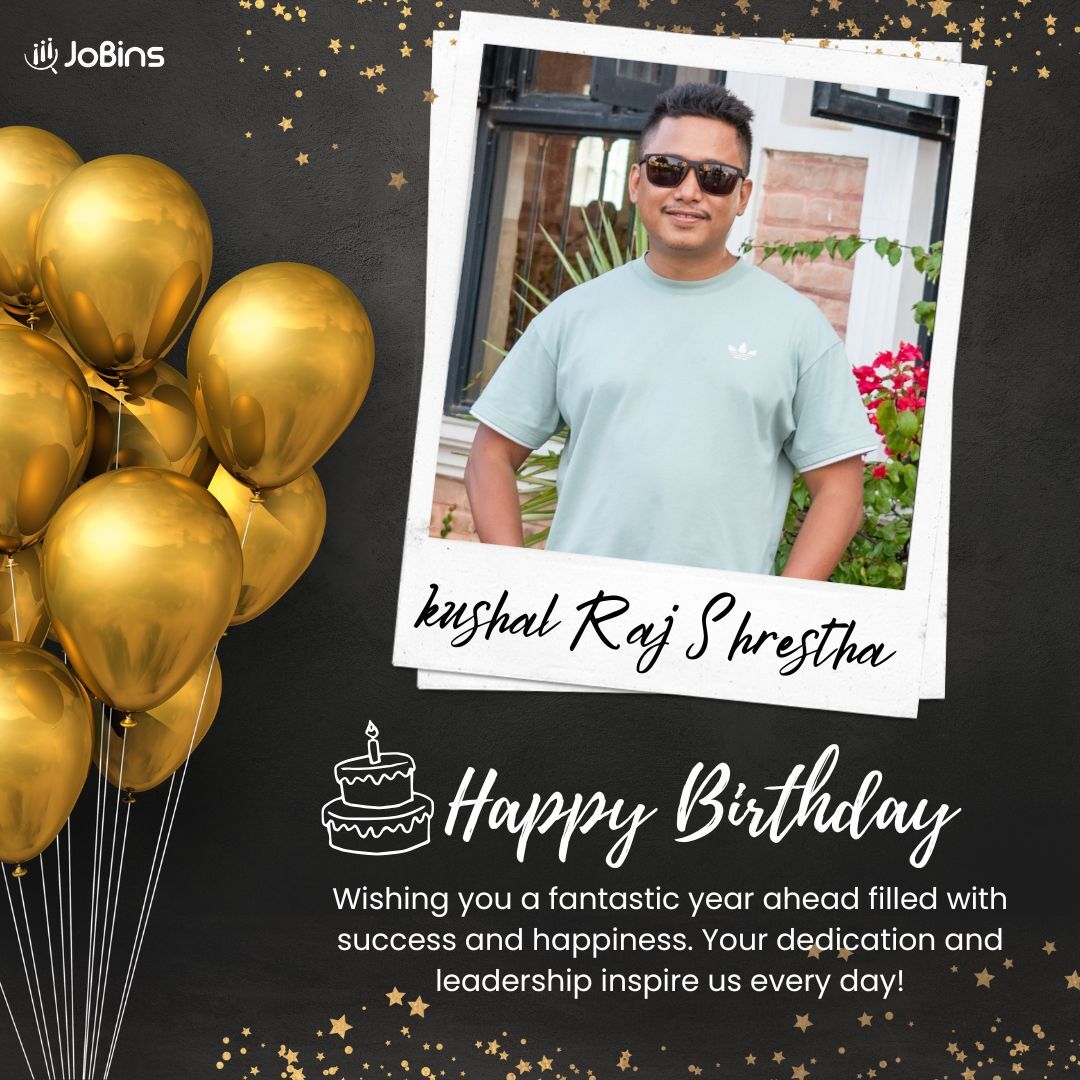 JoBins
kushal Raj Shrestha
Happy Birthday
Wishing you a fantastic year ahead filled with
success and happiness. Your dedication and
leadership inspire us every day!